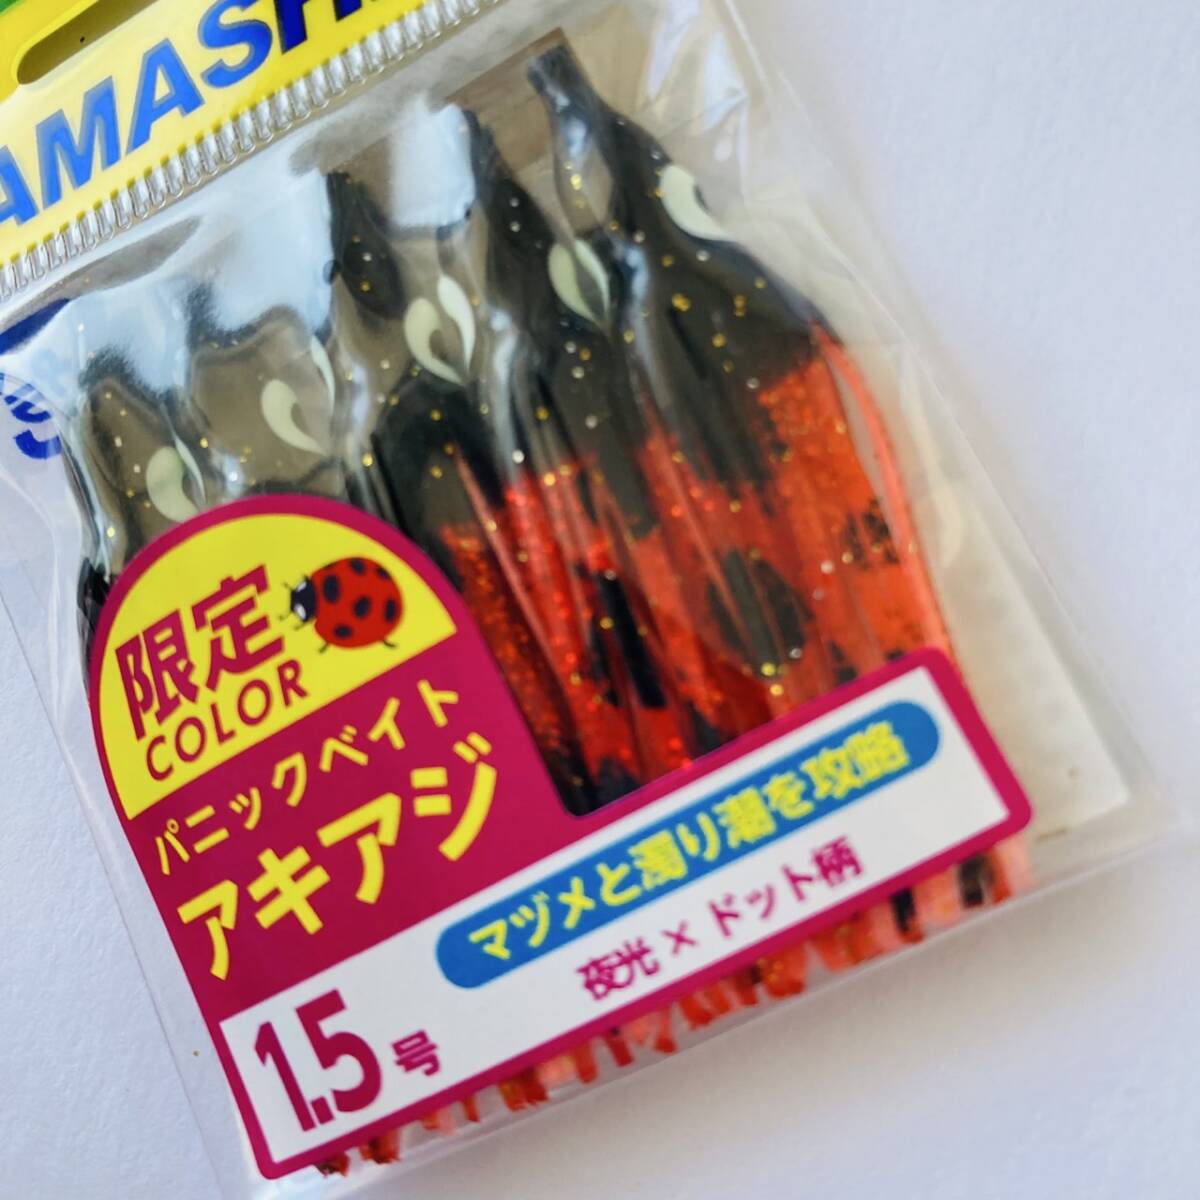 AMASHI
限定
COLOR
パニックベイト
アキアジ
マヅメと濁り潮を攻略
夜光×ドット柄
1.5号